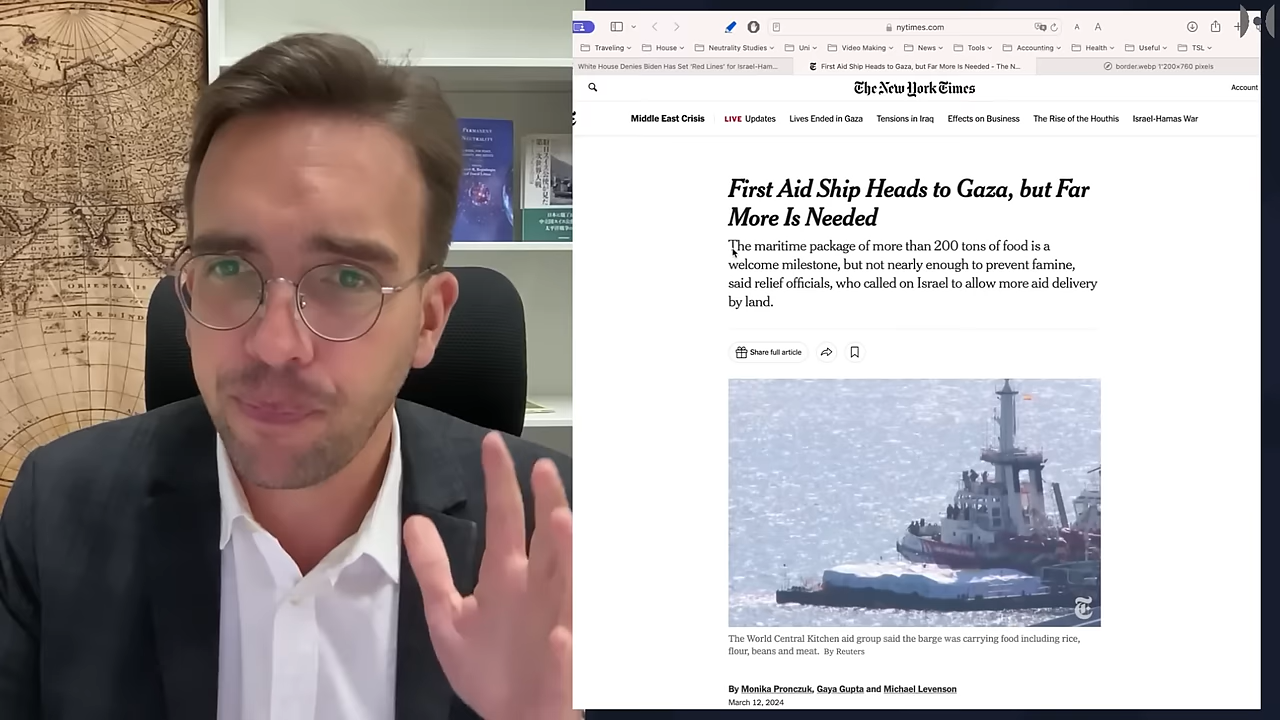 nytimes.com
A
A
Traveling
House
Neutrality Studies
Uni
Video Making
News
Tools
Accounting
Health
Useful
TSL
White House Denies Biden Has Set 'Red Lines' for Israel-Ham...
First Aid Ship Heads to Gaza, but Far More Is Needed - The N...
border.webp 1'200×760 pixels
The New York Times
Account
Middle East Crisis
LIVE Updates
Lives Ended in Gaza
Tensions in Iraq
Effects on Business
The Rise of the Houthis
Israel-Hamas War
First Aid Ship Heads to Gaza, but Far
More Is Needed
The maritime package of more than 200 tons of food is a
welcome milestone, but not nearly enough to prevent famine,
said relief officials, who called on Israel to allow more aid delivery
by land.
Share full article
The World Central Kitchen aid group said the barge was carrying food including rice,
flour, beans and meat. By Reuters
By Monika Pronczuk, Gaya Gupta and Michael Levenson
March 12, 2024
PERMANENT
NEUTRALITY
ORIENTALIS
MAR DEL INDI